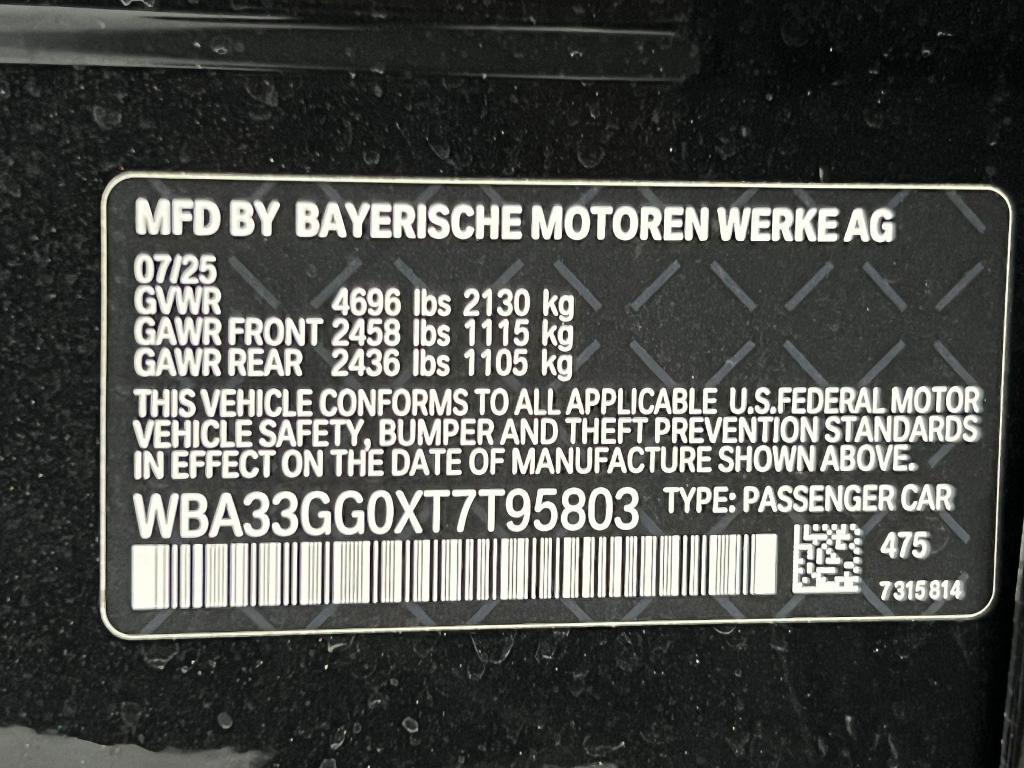 MFD BY BAYERISCHE MOTOREN WERKE AG
07/25
GVWR 4696 lbs 2130 kg
GAWR FRONT 2458 lbs 1115 kg
GAWR REAR 2436 lbs 1105 kg
THIS VEHICLE CONFORMS TO ALL APPLICABLE U.S.FEDERAL MOTOR
VEHICLE SAFETY, BUMPER AND THEFT PREVENTION STANDARDS
IN EFFECT ON THE DATE OF MANUFACTURE SHOWN ABOVE.
WBA33GG0XT7T95803 TYPE: PASSENGER CAR
475
7315814